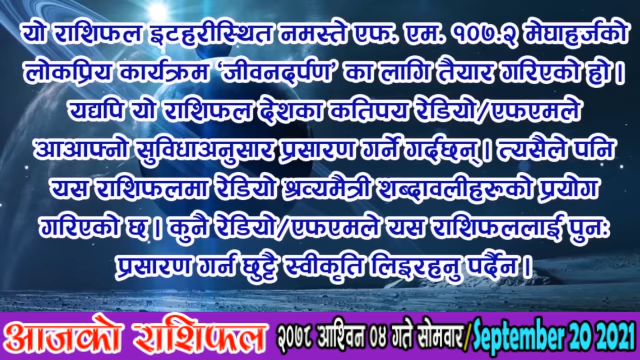 यो राशिफल इटहरीस्थित नमस्ते एफ. एम. १०७.२ मेघाहर्जको
लोकप्रिय कार्यक्रम ‘जीवनदर्पण’ का लागि तैयार गरिएको हो।
यद्यपि यो राशिफल देशका कतिपय रेडियो/एफएमले
आआफ्नो सुविधाअनुसार प्रसारण गर्ने गर्दछन्। त्यसैले पनि
यस राशिफलमा रेडियो श्रव्यमैत्री शब्दावलीहरूको प्रयोग
गरिएको छ। कुनै रेडियो/एफएमले यस राशिफललाई पुनः
प्रसारण गर्न छुट्टै स्वीकृति लिइरहनु पर्दैन।
आजको राशिफल २०७८ आश्विन ०४ गते सोमवार/September 20 2021